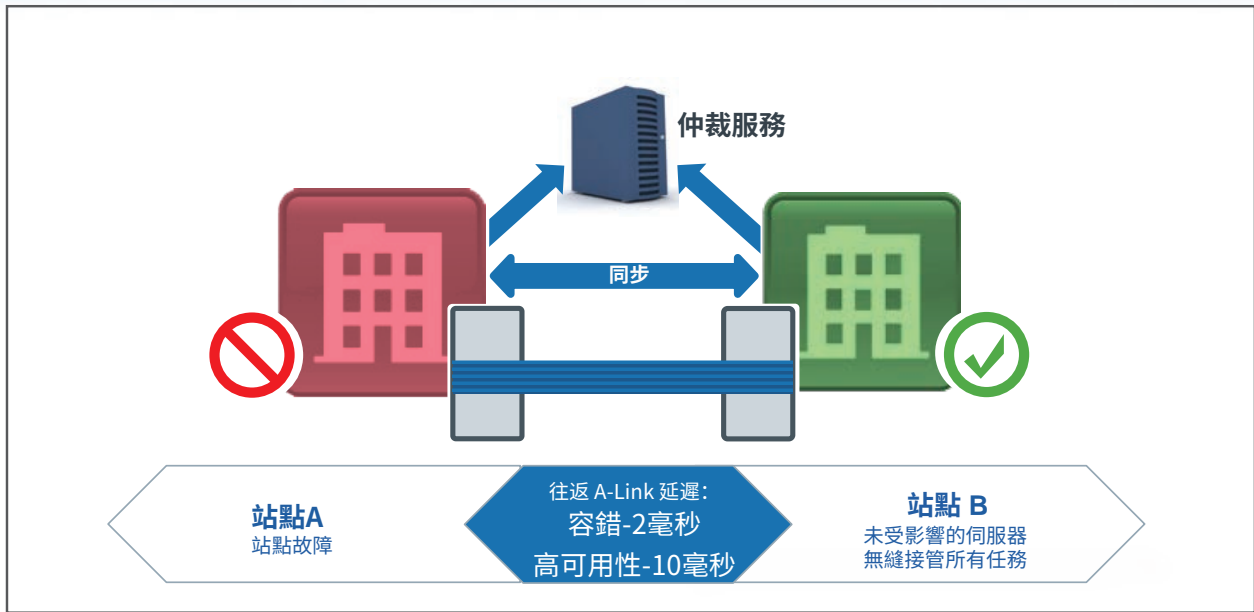 仲裁服務
同步
站點A
站點故障
往返 A-Link 延遲：
容錯-2毫秒
高可用性-10毫秒
站點 B
未受影響的伺服器
無縫接管所有任務